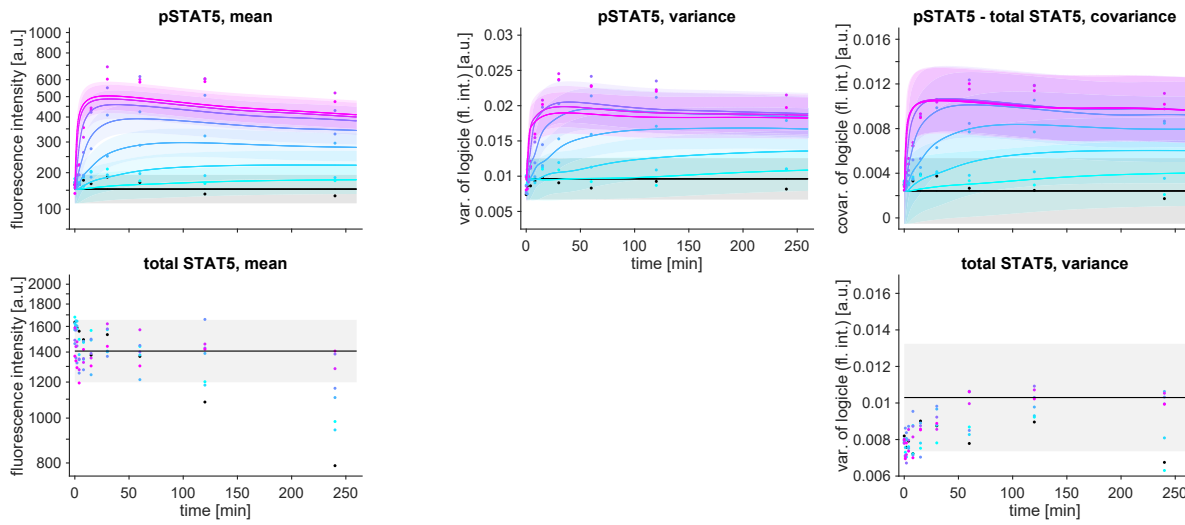 pSTAT5, mean
fluorescence intensity [a.u.]
1000
800
600
500
400
300
200
100
pSTAT5, variance
var. of logicle (fl. int.) [a.u.]
0.03
0.025
0.02
0.015
0.01
0.005
0 50 100 150 200 250
time [min]
pSTAT5 - total STAT5, covariance
covar. of logicle (fl. int.) [a.u.]
0.016
0.012
0.008
0.004
0
total STAT5, mean
fluorescence intensity [a.u.]
2000
1800
1600
1400
1200
1000
800
0 50 100 150 200 250
time [min]
total STAT5, variance
var. of logicle (fl. int.) [a.u.]
0.016
0.014
0.012
0.01
0.008
0.006
0 50 100 150 200 250
time [min]